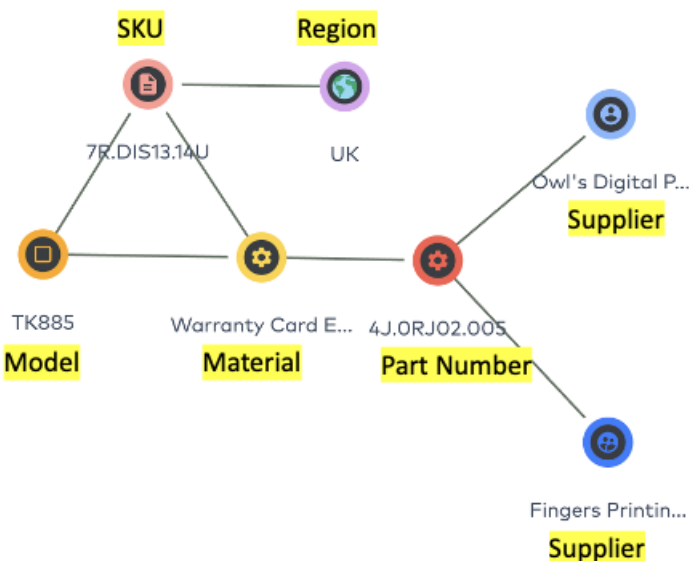 SKU
Region
7R.DIS13.14U
UK
Owl's Digital P...
Supplier
TK885
Model
Warranty Card E...
Material
4J.0RJ02.005
Part Number
Fingers Printin...
Supplier